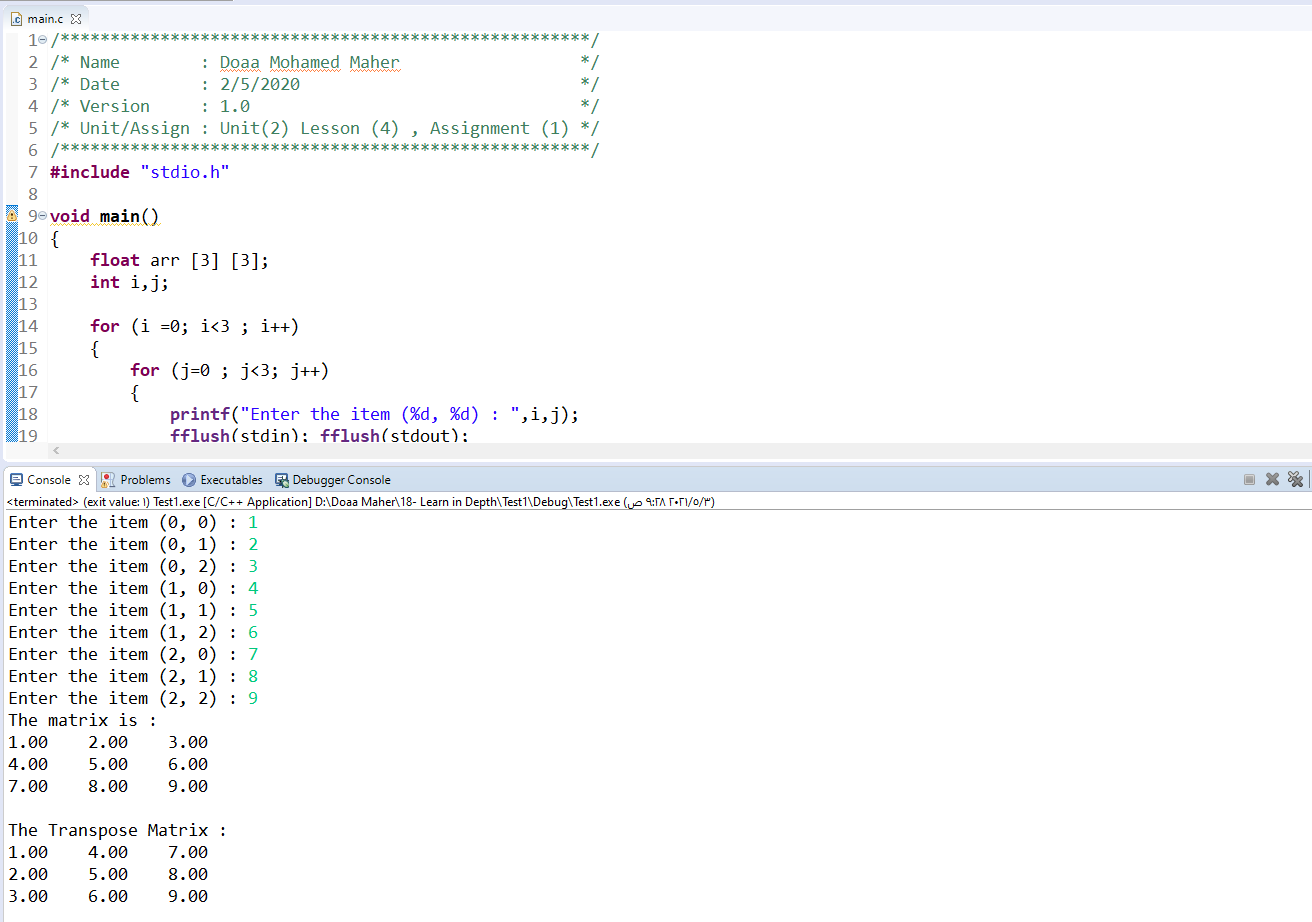 main.c
1 /*****************************************************/
2 /* Name        : Doaa Mohamed Maher                  */
3 /* Date        : 2/5/2020                            */
4 /* Version     : 1.0                                 */
5 /* Unit/Assign : Unit(2) Lesson (4) , Assignment (1) */
6 /*****************************************************/
7 #include "stdio.h"
8
9 void main()
10 {
11     float arr [3] [3];
12     int i,j;
13
14     for (i =0; i<3 ; i++)
15     {
16         for (j=0 ; j<3; j++)
17         {
18             printf("Enter the item (%d, %d) : ",i,j);
19             fflush(stdin); fflush(stdout);
Console Problems Executables Debugger Console
<terminated> (exit value: ١) Test1.exe [C/C++ Application] D:\Doaa Maher\18- Learn in Depth\Test1\Debug\Test1.exe (٣/٥/٢٠٢١ ٩:٢٨ ص)
Enter the item (0, 0) : 1
Enter the item (0, 1) : 2
Enter the item (0, 2) : 3
Enter the item (1, 0) : 4
Enter the item (1, 1) : 5
Enter the item (1, 2) : 6
Enter the item (2, 0) : 7
Enter the item (2, 1) : 8
Enter the item (2, 2) : 9
The matrix is :
1.00    2.00    3.00
4.00    5.00    6.00
7.00    8.00    9.00

The Transpose Matrix :
1.00    4.00    7.00
2.00    5.00    8.00
3.00    6.00    9.00